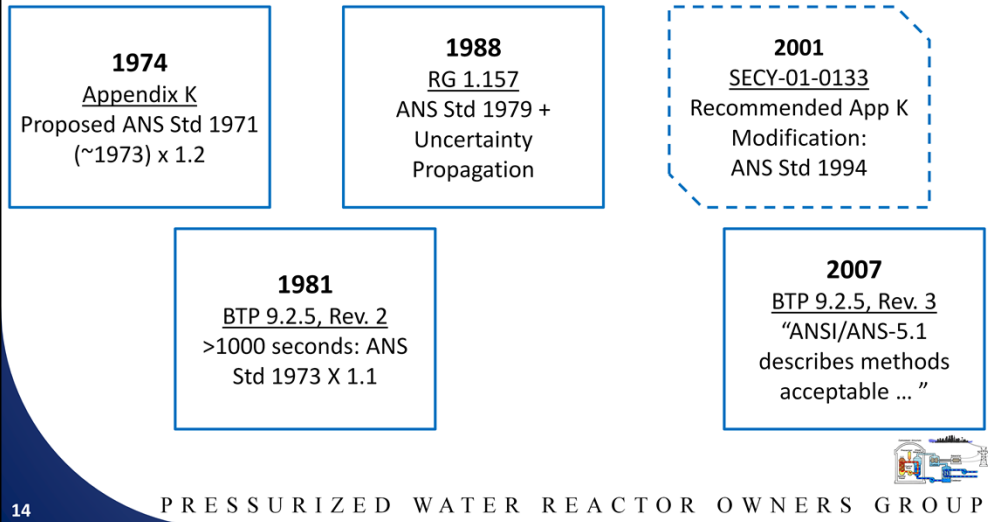 1974
Appendix K
Proposed ANS Std 1971
(~1973) x 1.2
1988
RG 1.157
ANS Std 1979 +
Uncertainty
Propagation
2001
SECY-01-0133
Recommended App K
Modification:
ANS Std 1994
1981
BTP 9.2.5, Rev. 2
>1000 seconds: ANS
Std 1973 X 1.1
2007
BTP 9.2.5, Rev. 3
“ANSI/ANS-5.1
describes methods
acceptable … ”
14
PRESSURIZED WATER REACTOR OWNERS GROUP